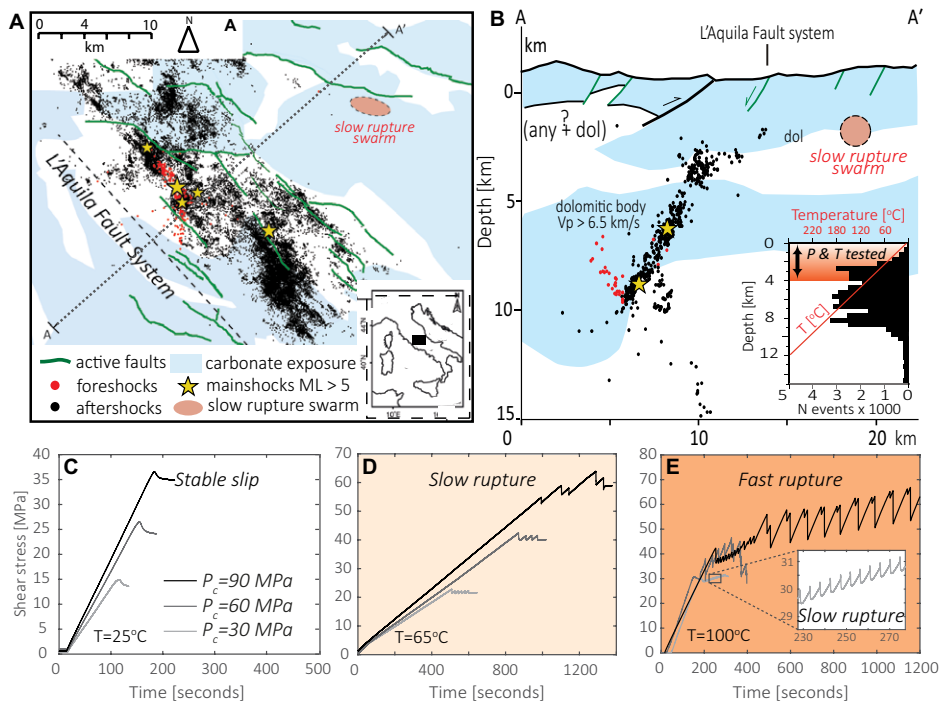 A
0 4 10
km
N
A
A'
slow rupture
swarm
L'Aquila Fault-System
A
active faults
carbonate exposure
foreshocks
mainshocks ML > 5
aftershocks
slow rupture swarm
44°N
40°N
10°E
B
A
A'
km
L'Aquila Fault system
0
?
(any + dol)
dol
slow rupture
swarm
dolomitic body
Vp > 6.5 km/s
Depth [km]
5
10
15
0
10
20
km
Temperature [°C]
220 180 120 60
P & T tested
T [°C]
Depth [km]
0
4
8
12
5 4 3 2 1 0
N events x 1000
C
Stable slip
Shear stress [MPa]
40
35
30
25
20
15
10
5
0
P_c=90 MPa
P_c=60 MPa
P_c=30 MPa
T=25°C
0 100 200 300 400 500
Time [seconds]
D
Slow rupture
70
60
50
40
30
20
10
0
T=65°C
0 400 800 1200
Time [seconds]
E
Fast rupture
80
70
60
50
40
30
20
10
0
31
30
29
Slow rupture
230 250 270
T=100°C
0 200 400 600 800 1000 1200
Time [seconds]